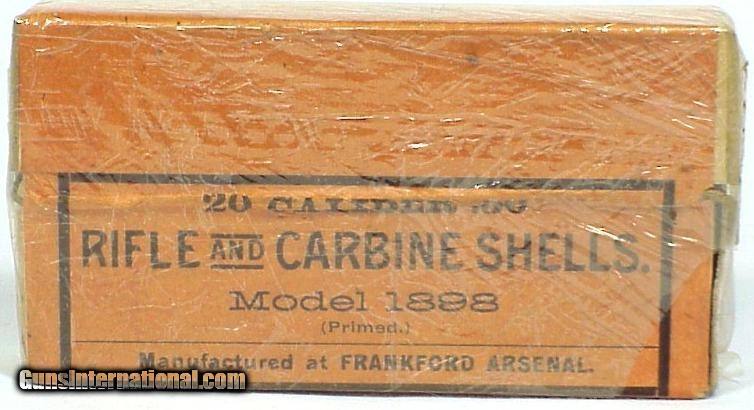 20 CALIBER .30
RIFLE AND CARBINE SHELLS.
Model 1898
(Primed.)
Manufactured at FRANKFORD ARSENAL.
GunsInternational.com